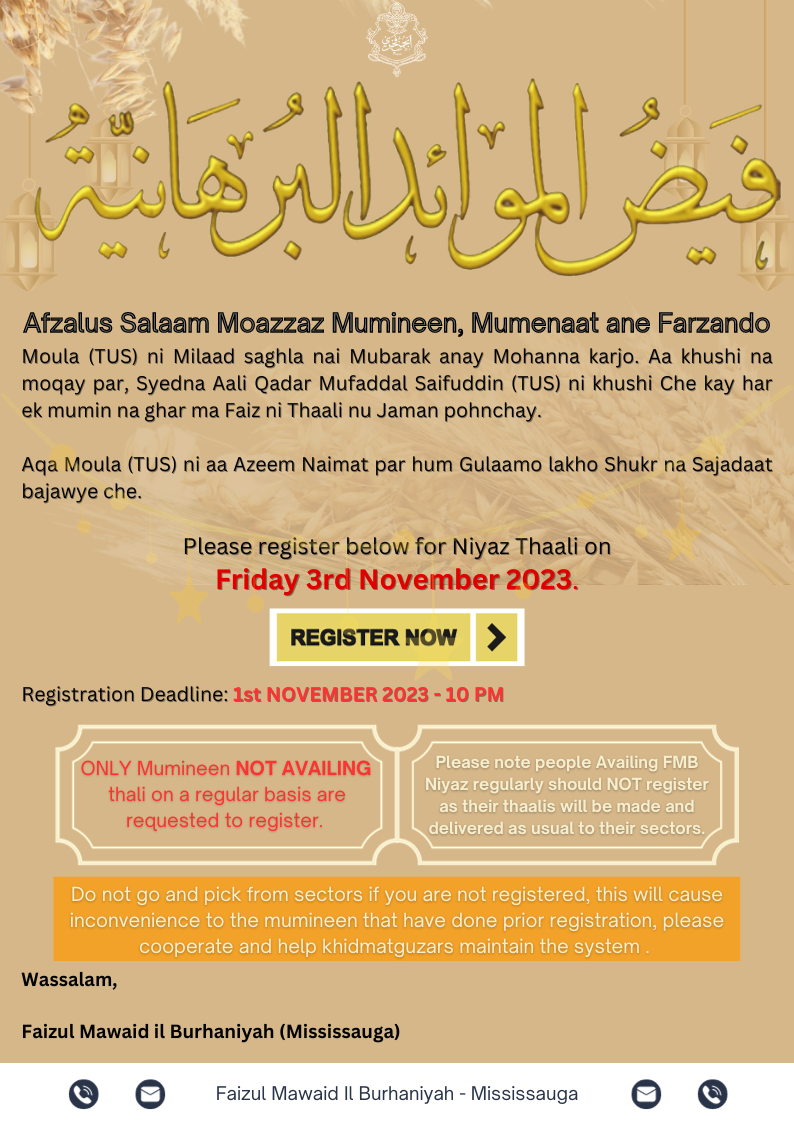 فَيضُ الموَائد البُرهَانيّةُ
Afzalus Salaam Moazzaz Mumineen, Mumenaat ane Farzando
Moula (TUS) ni Milaad saghla nai Mubarak anay Mohanna karjo. Aa khushi na
moqay par, Syedna Aali Qadar Mufaddal Saifuddin (TUS) ni khushi Che kay har
ek mumin na ghar ma Faiz ni Thaali nu Jaman pohnchay.
Aqa Moula (TUS) ni aa Azeem Naimat par hum Gulaamo lakho Shukr na Sajadaat
bajawye che.
Please register below for Niyaz Thaali on
Friday 3rd November 2023.
REGISTER NOW
Registration Deadline: 1st NOVEMBER 2023 - 10 PM
ONLY Mumineen NOT AVAILING
thali on a regular basis are
requested to register.
Please note people Availing FMB
Niyaz regularly should NOT register
as their thaalis will be made and
delivered as usual to their sectors.
Do not go and pick from sectors if you are not registered, this will cause
inconvenience to the mumineen that have done prior registration, please
cooperate and help khidmatguzars maintain the system .
Wassalam,
Faizul Mawaid il Burhaniyah (Mississauga)
Faizul Mawaid Il Burhaniyah - Mississauga